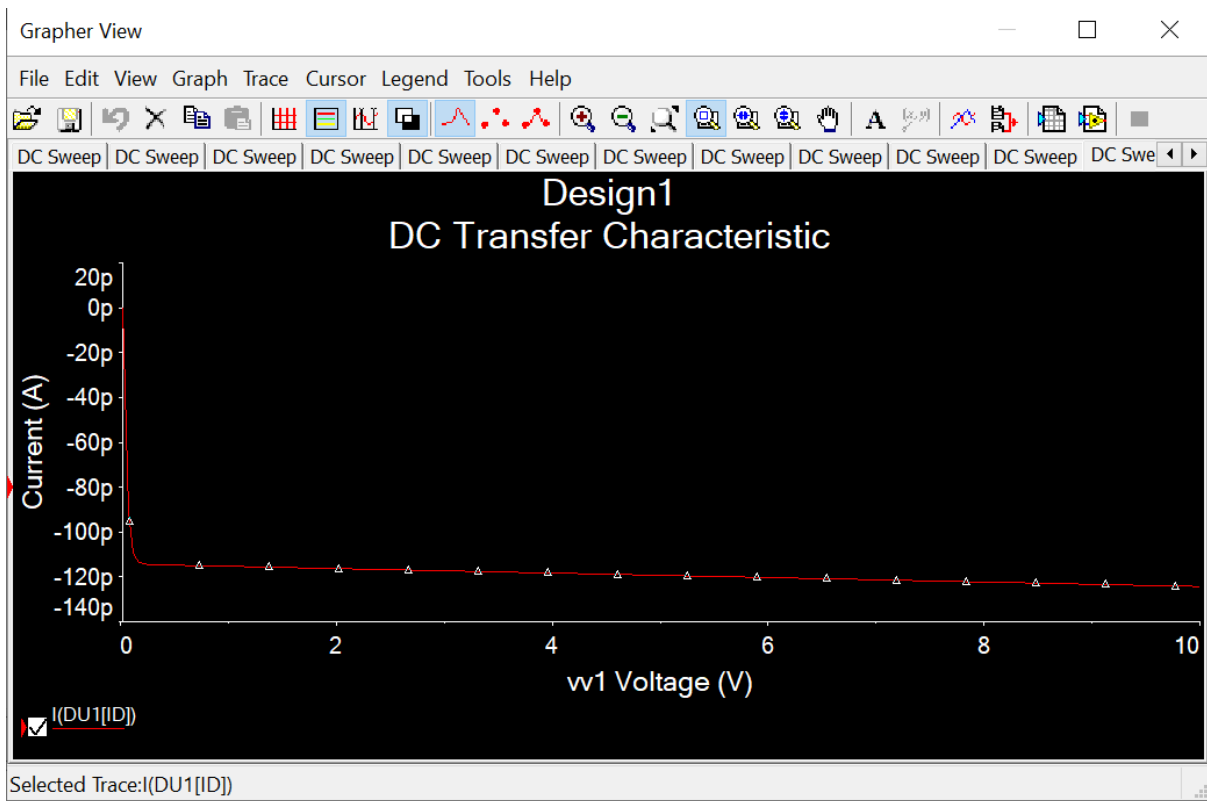 Grapher View
File Edit View Graph Trace Cursor Legend Tools Help
A
DC Sweep DC Sweep DC Sweep DC Sweep DC Sweep DC Sweep DC Sweep DC Sweep DC Sweep DC Sweep DC Sweep DC Swe
Design1
DC Transfer Characteristic
20p
0p
-20p
-40p
-60p
-80p
-100p
-120p
-140p
Current (A)
0 2 4 6 8 10
vv1 Voltage (V)
I(DU1[ID])
Selected Trace:I(DU1[ID])